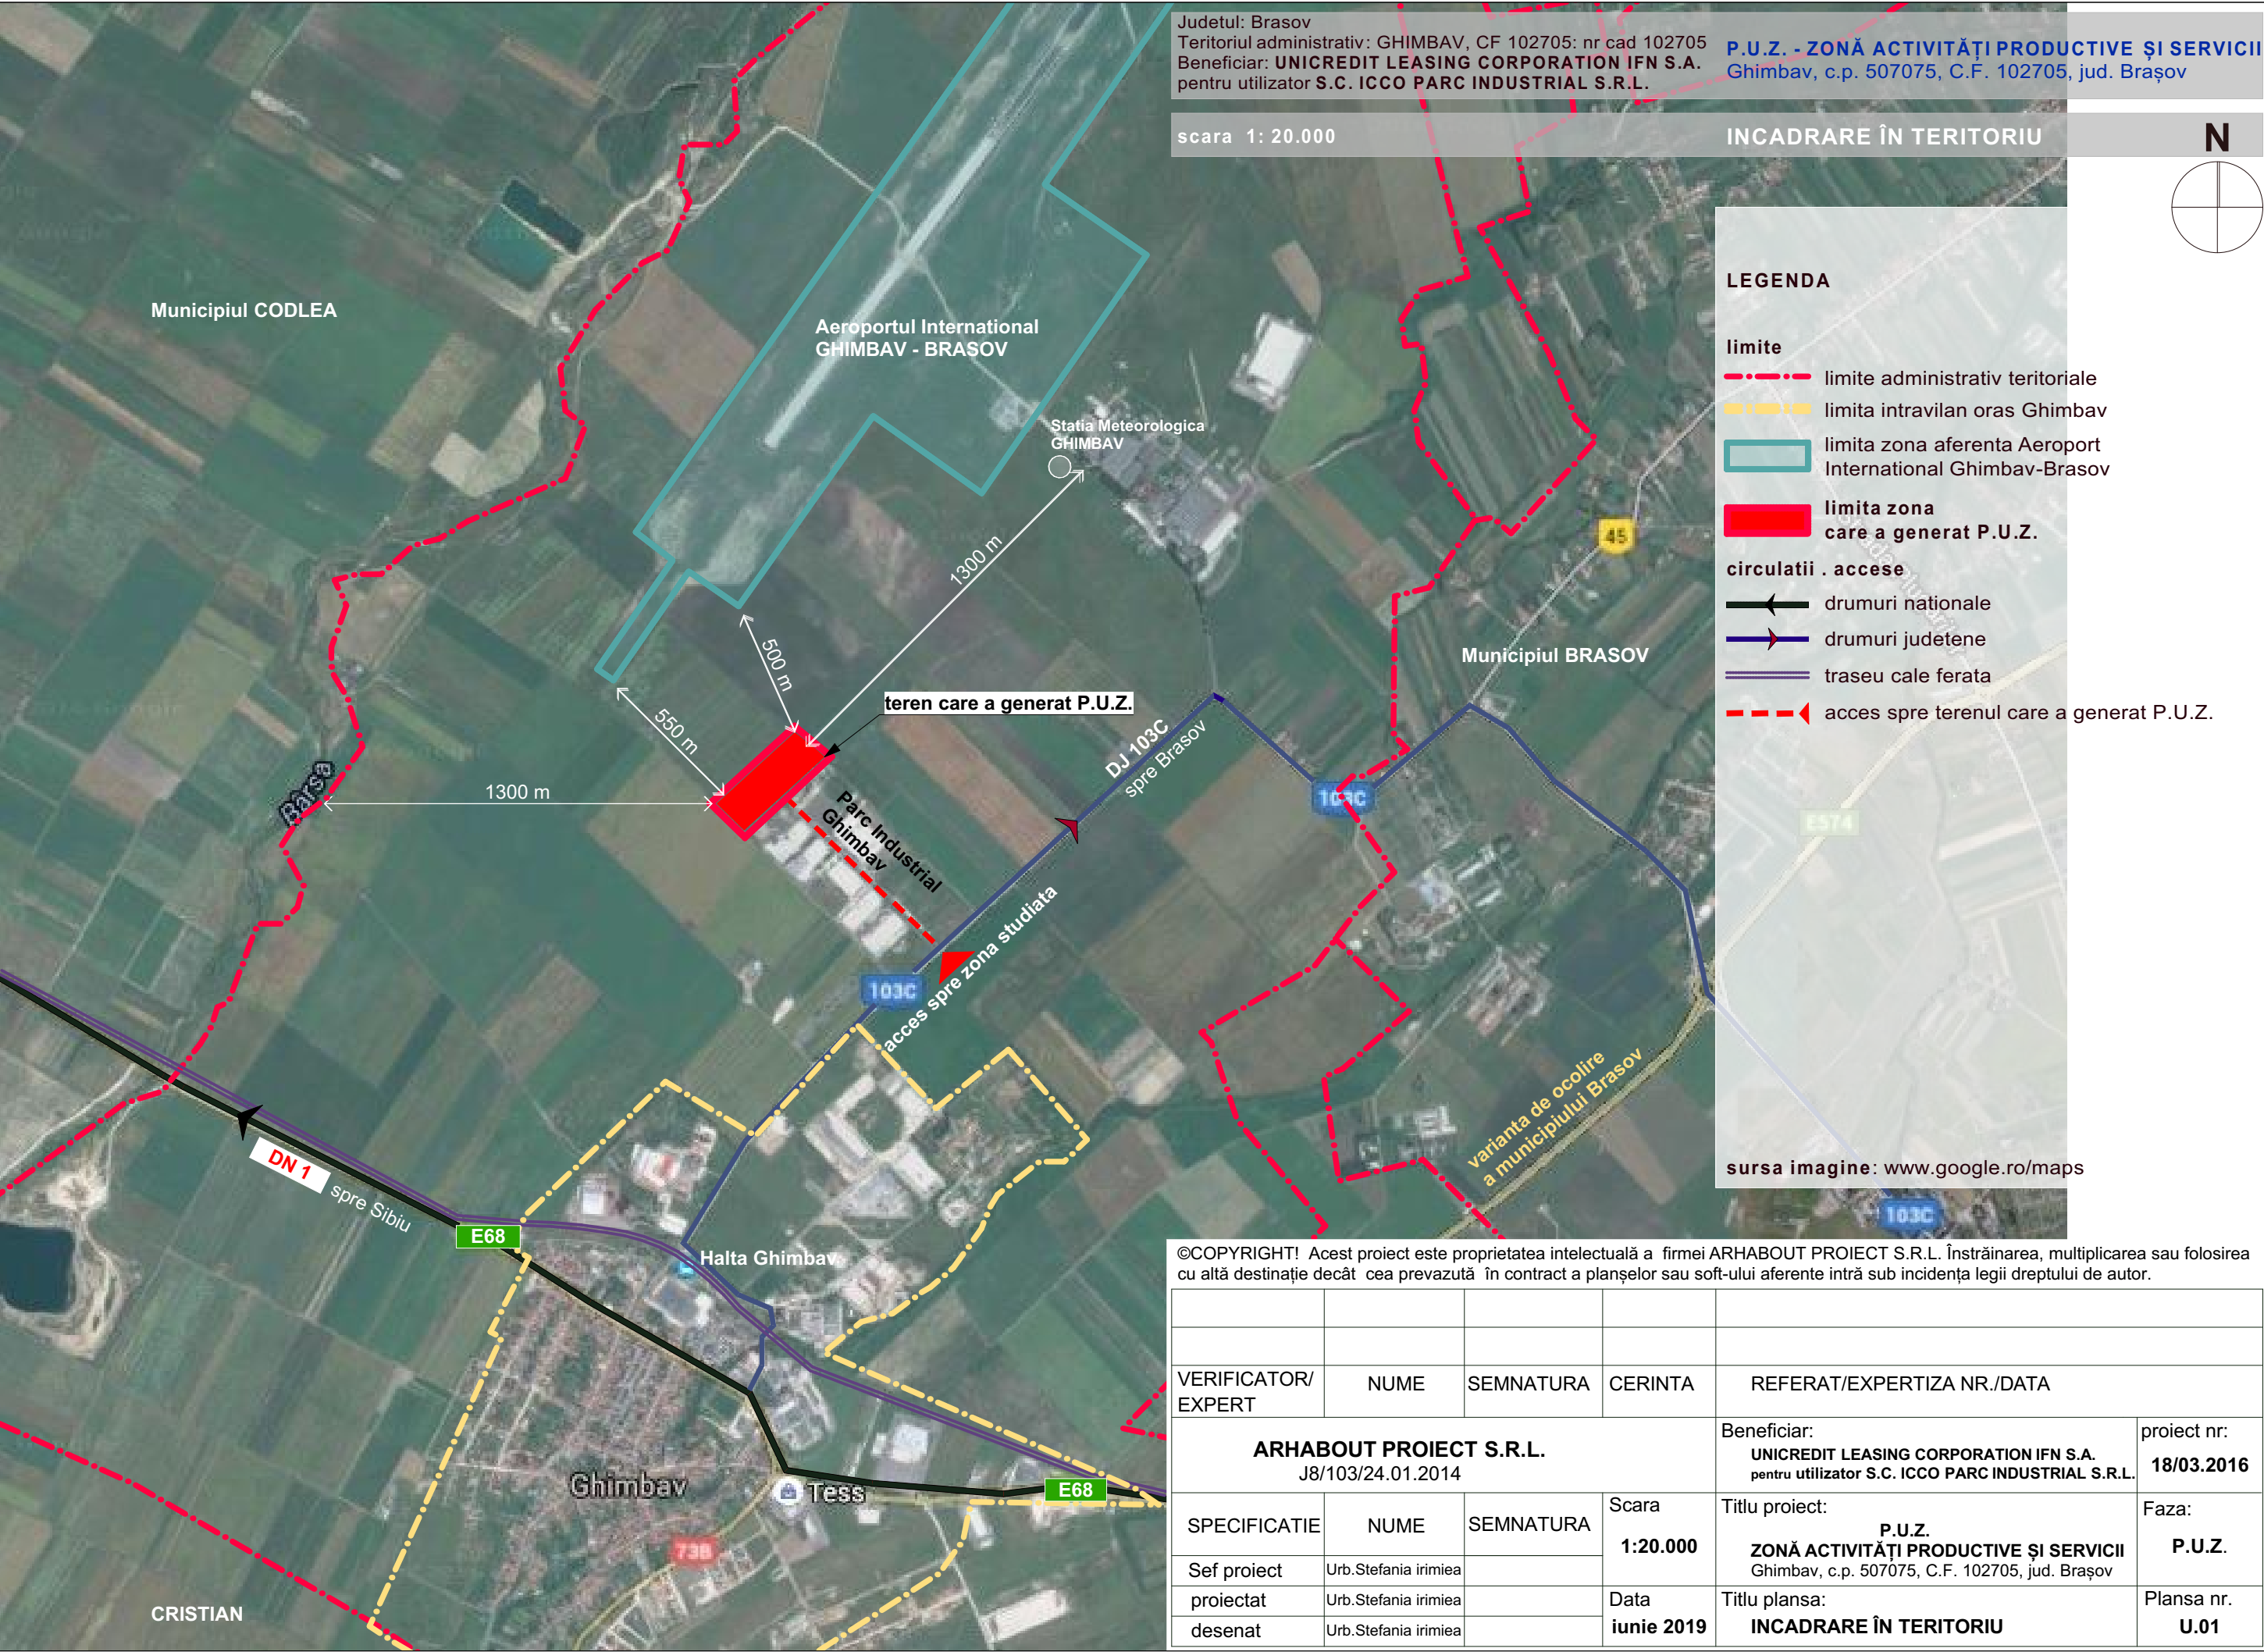 Judetul: Brasov
Teritoriul administrativ: GHIMBAV, CF 102705: nr cad 102705
Beneficiar: UNICREDIT LEASING CORPORATION IFN S.A.
pentru utilizator S.C. ICCO PARC INDUSTRIAL S.R.L.
P.U.Z. - ZONĂ ACTIVITĂȚI PRODUCTIVE ȘI SERVICII
Ghimbav, c.p. 507075, C.F. 102705, jud. Brașov
scara 1: 20.000
INCADRARE ÎN TERITORIU
N
LEGENDA
limite
limite administrativ teritoriale
limita intravilan oras Ghimbav
limita zona aferenta Aeroport
International Ghimbav-Brasov
limita zona
care a generat P.U.Z.
circulatii . accese
drumuri nationale
drumuri judetene
traseu cale ferata
acces spre terenul care a generat P.U.Z.
E574
sursa imagine: www.google.ro/maps
103C
Municipiul CODLEA
Aeroportul International
GHIMBAV - BRASOV
Statia Meteorologica
GHIMBAV
45
1300 m
500 m
550 m
1300 m
teren care a generat P.U.Z.
Municipiul BRASOV
DJ 103C
spre Brasov
103C
Parc Industrial
Ghimbav
acces spre zona studiata
103C
varianta de ocolire
a municipiului Brasov
DN 1
spre Sibiu
E68
Halta Ghimbav
Ghimbav
Tess
E68
73B
CRISTIAN
©COPYRIGHT! Acest proiect este proprietatea intelectuală a firmei ARHABOUT PROIECT S.R.L. Înstrăinarea, multiplicarea sau folosirea
cu altă destinație decât cea prevazută în contract a planșelor sau soft-ului aferente intră sub incidența legii dreptului de autor.
VERIFICATOR/
EXPERT
NUME
SEMNATURA
CERINTA
REFERAT/EXPERTIZA NR./DATA
ARHABOUT PROIECT S.R.L.
J8/103/24.01.2014
Beneficiar:
UNICREDIT LEASING CORPORATION IFN S.A.
pentru utilizator S.C. ICCO PARC INDUSTRIAL S.R.L.
proiect nr:
18/03.2016
SPECIFICATIE
NUME
SEMNATURA
Scara
1:20.000
Titlu proiect:
P.U.Z.
ZONĂ ACTIVITĂȚI PRODUCTIVE ȘI SERVICII
Ghimbav, c.p. 507075, C.F. 102705, jud. Brașov
Faza:
P.U.Z.
Sef proiect
Urb.Stefania irimiea
proiectat
Urb.Stefania irimiea
desenat
Urb.Stefania irimiea
Data
iunie 2019
Titlu plansa:
INCADRARE ÎN TERITORIU
Plansa nr.
U.01